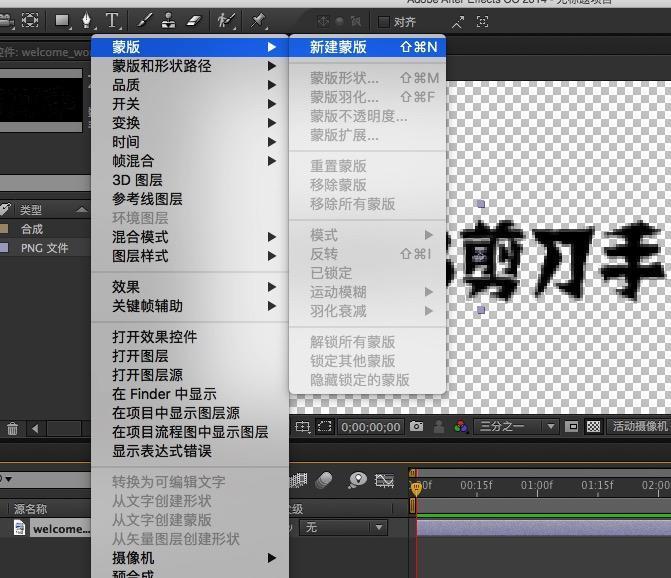 Adobe After Effects CC 2014 - 无标题项目
T
对齐
控件: welcome_wo
蒙版
蒙版和形状路径
品质
开关
变换
时间
帧混合
3D 图层
参考线图层
环境图层
混合模式
图层样式
效果
关键帧辅助
打开效果控件
打开图层
打开图层源
在 Finder 中显示
在项目中显示图层源
在项目流程图中显示图层
显示表达式错误
转换为可编辑文字
从文字创建形状
从文字创建蒙版
从矢量图层创建形状
摄像机
预合成
新建蒙版 ⇧⌘N
蒙版形状... ⇧⌘M
蒙版羽化... ⇧⌘F
蒙版不透明度...
蒙版扩展...
重置蒙版
移除蒙版
移除所有蒙版
模式
反转 ⇧⌘I
已锁定
运动模糊
羽化衰减
解锁所有蒙版
锁定其他蒙版
隐藏锁定的蒙版
类型
合成
PNG 文件
剪刀手
0;00;00;00
三分之一
活动摄像机
00f 00:15f 01:00f 01:15f 02:00
源名称
级
welcome...
无